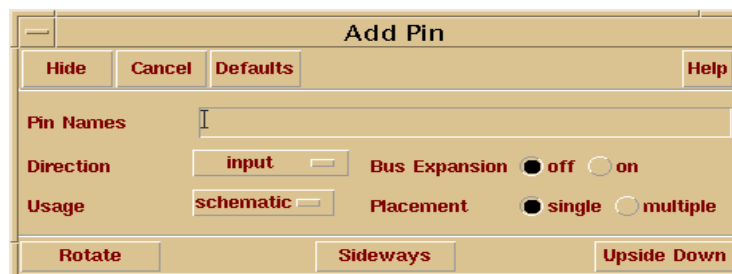 Add Pin
Hide Cancel Defaults Help
Pin Names
Direction input Bus Expansion off on
Usage schematic Placement single multiple
Rotate Sideways Upside Down